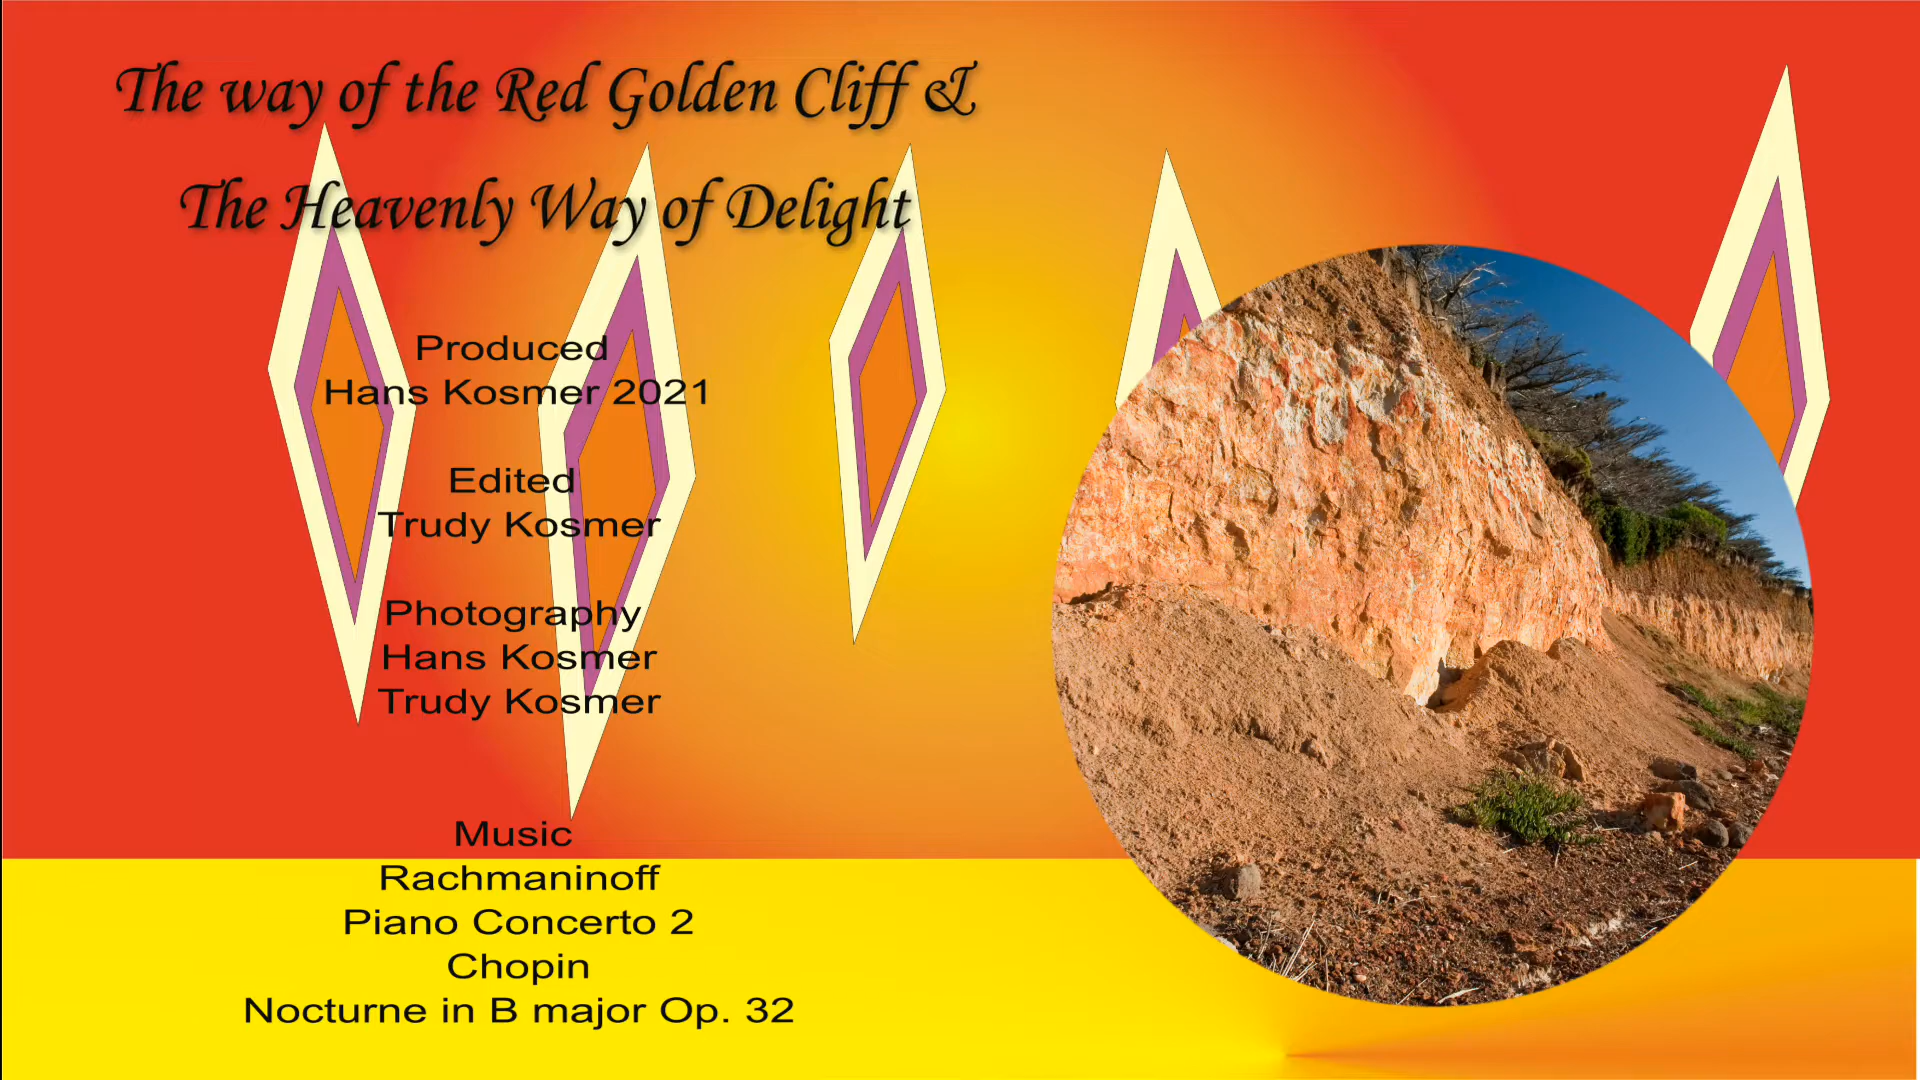 The way of the Red Golden Cliff &
The Heavenly Way of Delight
Produced
Hans Kosmer 2021
Edited
Trudy Kosmer
Photography
Hans Kosmer
Trudy Kosmer
Music
Rachmaninoff
Piano Concerto 2
Chopin
Nocturne in B major Op. 32